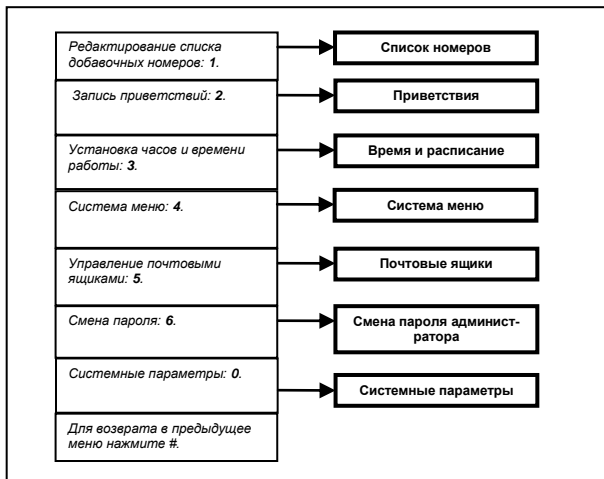 Редактирование списка
добавочных номеров: 1.
Список номеров
Запись приветствий: 2.
Приветствия
Установка часов и времени
работы: 3.
Время и расписание
Система меню: 4.
Система меню
Управление почтовыми
ящиками: 5.
Почтовые ящики
Смена пароля: 6.
Смена пароля админист-
ратора
Системные параметры: 0.
Системные параметры
Для возврата в предыдущее
меню нажмите #.